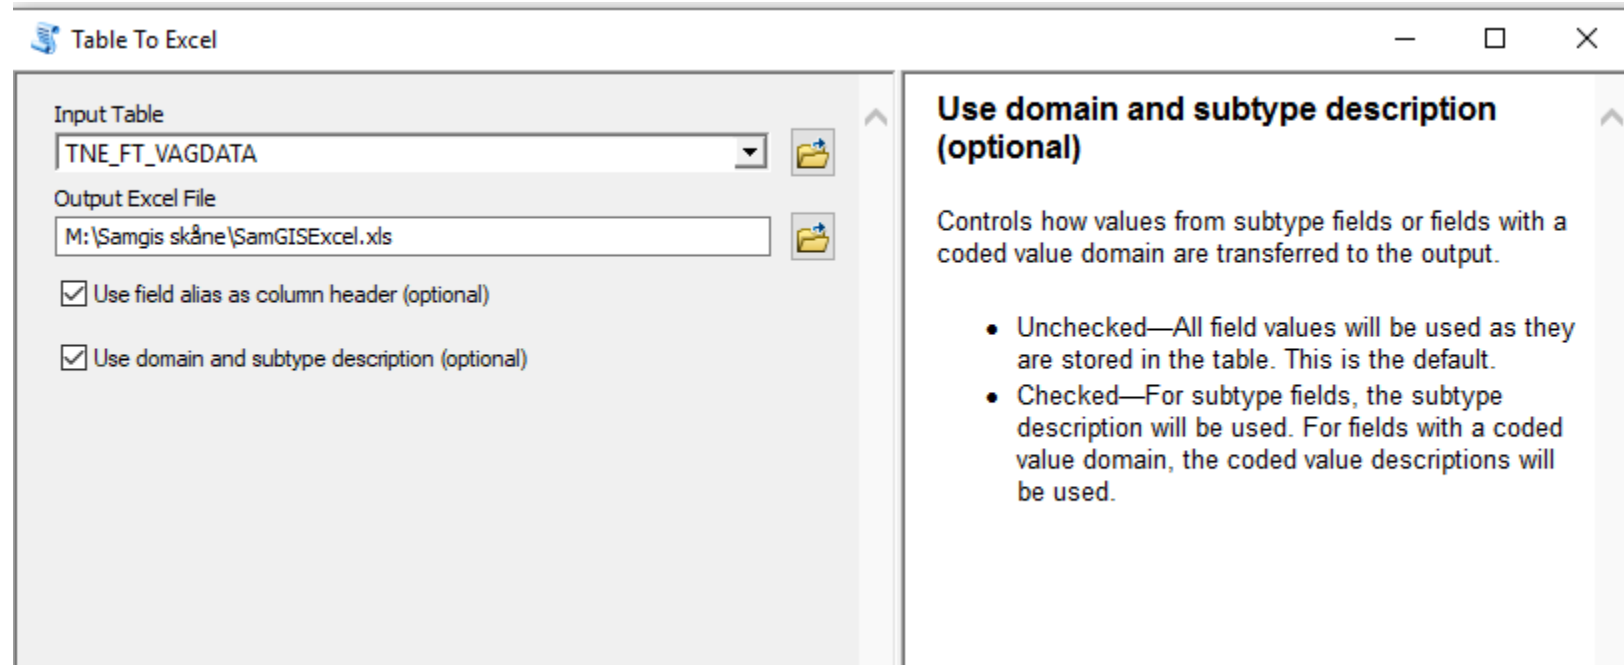 Table To Excel
Input Table
TNE_FT_VAGDATA
Output Excel File
M:\Samgis skåne\SamGISExcel.xls
Use field alias as column header (optional)
Use domain and subtype description (optional)
Use domain and subtype description
(optional)
Controls how values from subtype fields or fields with a
coded value domain are transferred to the output.
• Unchecked—All field values will be used as they
are stored in the table. This is the default.
• Checked—For subtype fields, the subtype
description will be used. For fields with a coded
value domain, the coded value descriptions will
be used.